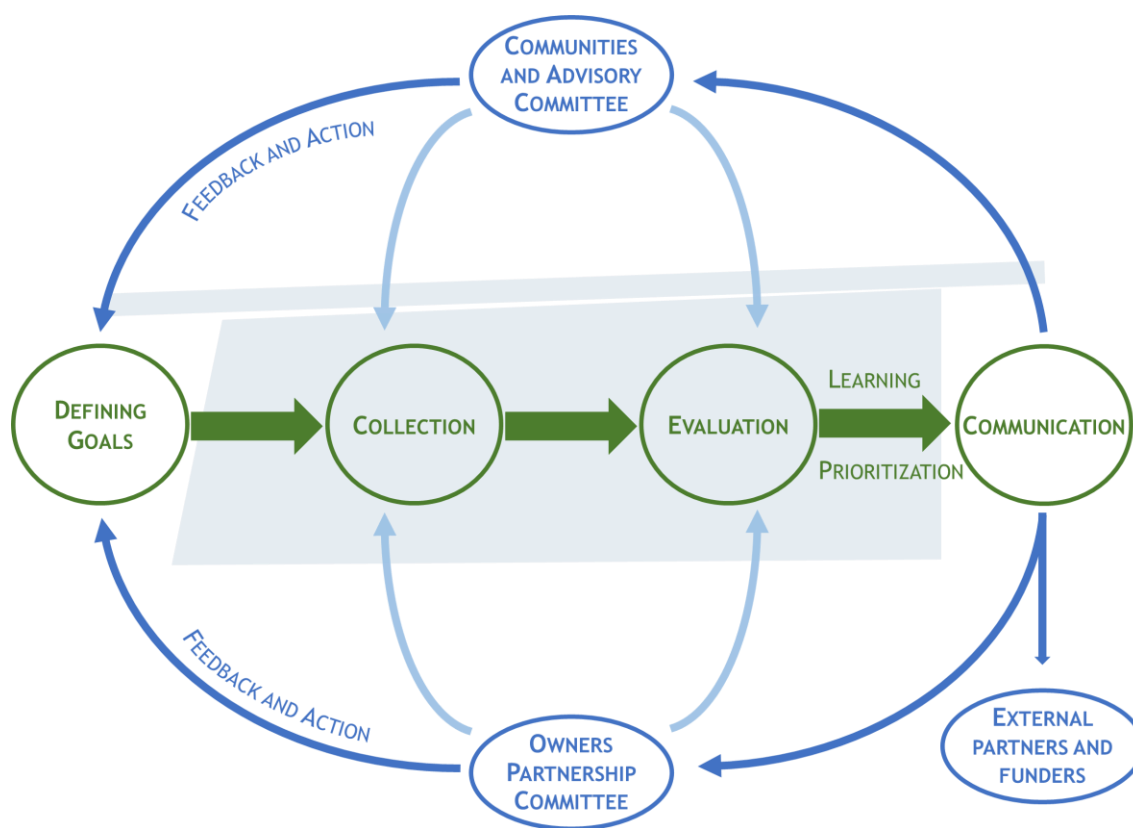 COMMUNITIES
AND ADVISORY
COMMITTEE
FEEDBACK AND ACTION
DEFINING
GOALS
COLLECTION
EVALUATION
LEARNING
PRIORITIZATION
COMMUNICATION
FEEDBACK AND ACTION
OWNERS
PARTNERSHIP
COMMITTEE
EXTERNAL
PARTNERS AND
FUNDERS